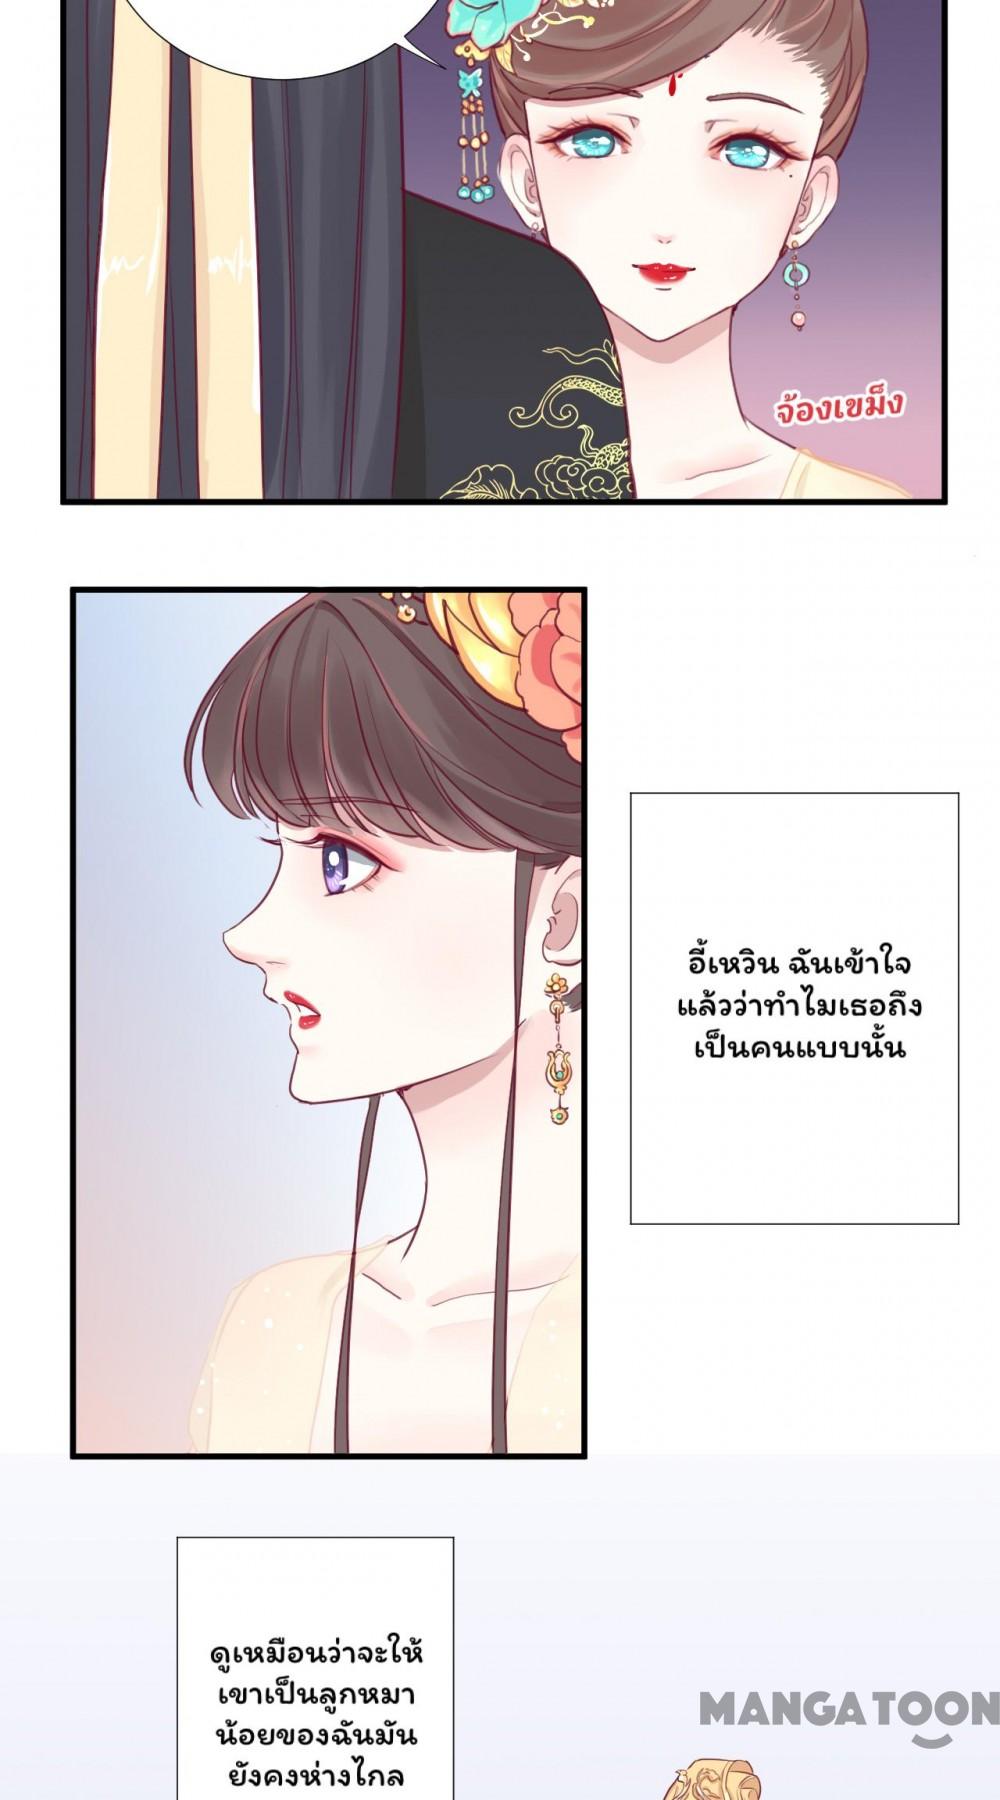 จ้องเขม็ง
อี้เหวิน ฉันเข้าใจ
แล้วว่าทำไมเธอถึง
เป็นคนแบบนั้น
ดูเหมือนว่าจะให้
เขาเป็นลูกหมา
น้อยของฉันมัน
ยังคงห่างไกล
MANGATOON